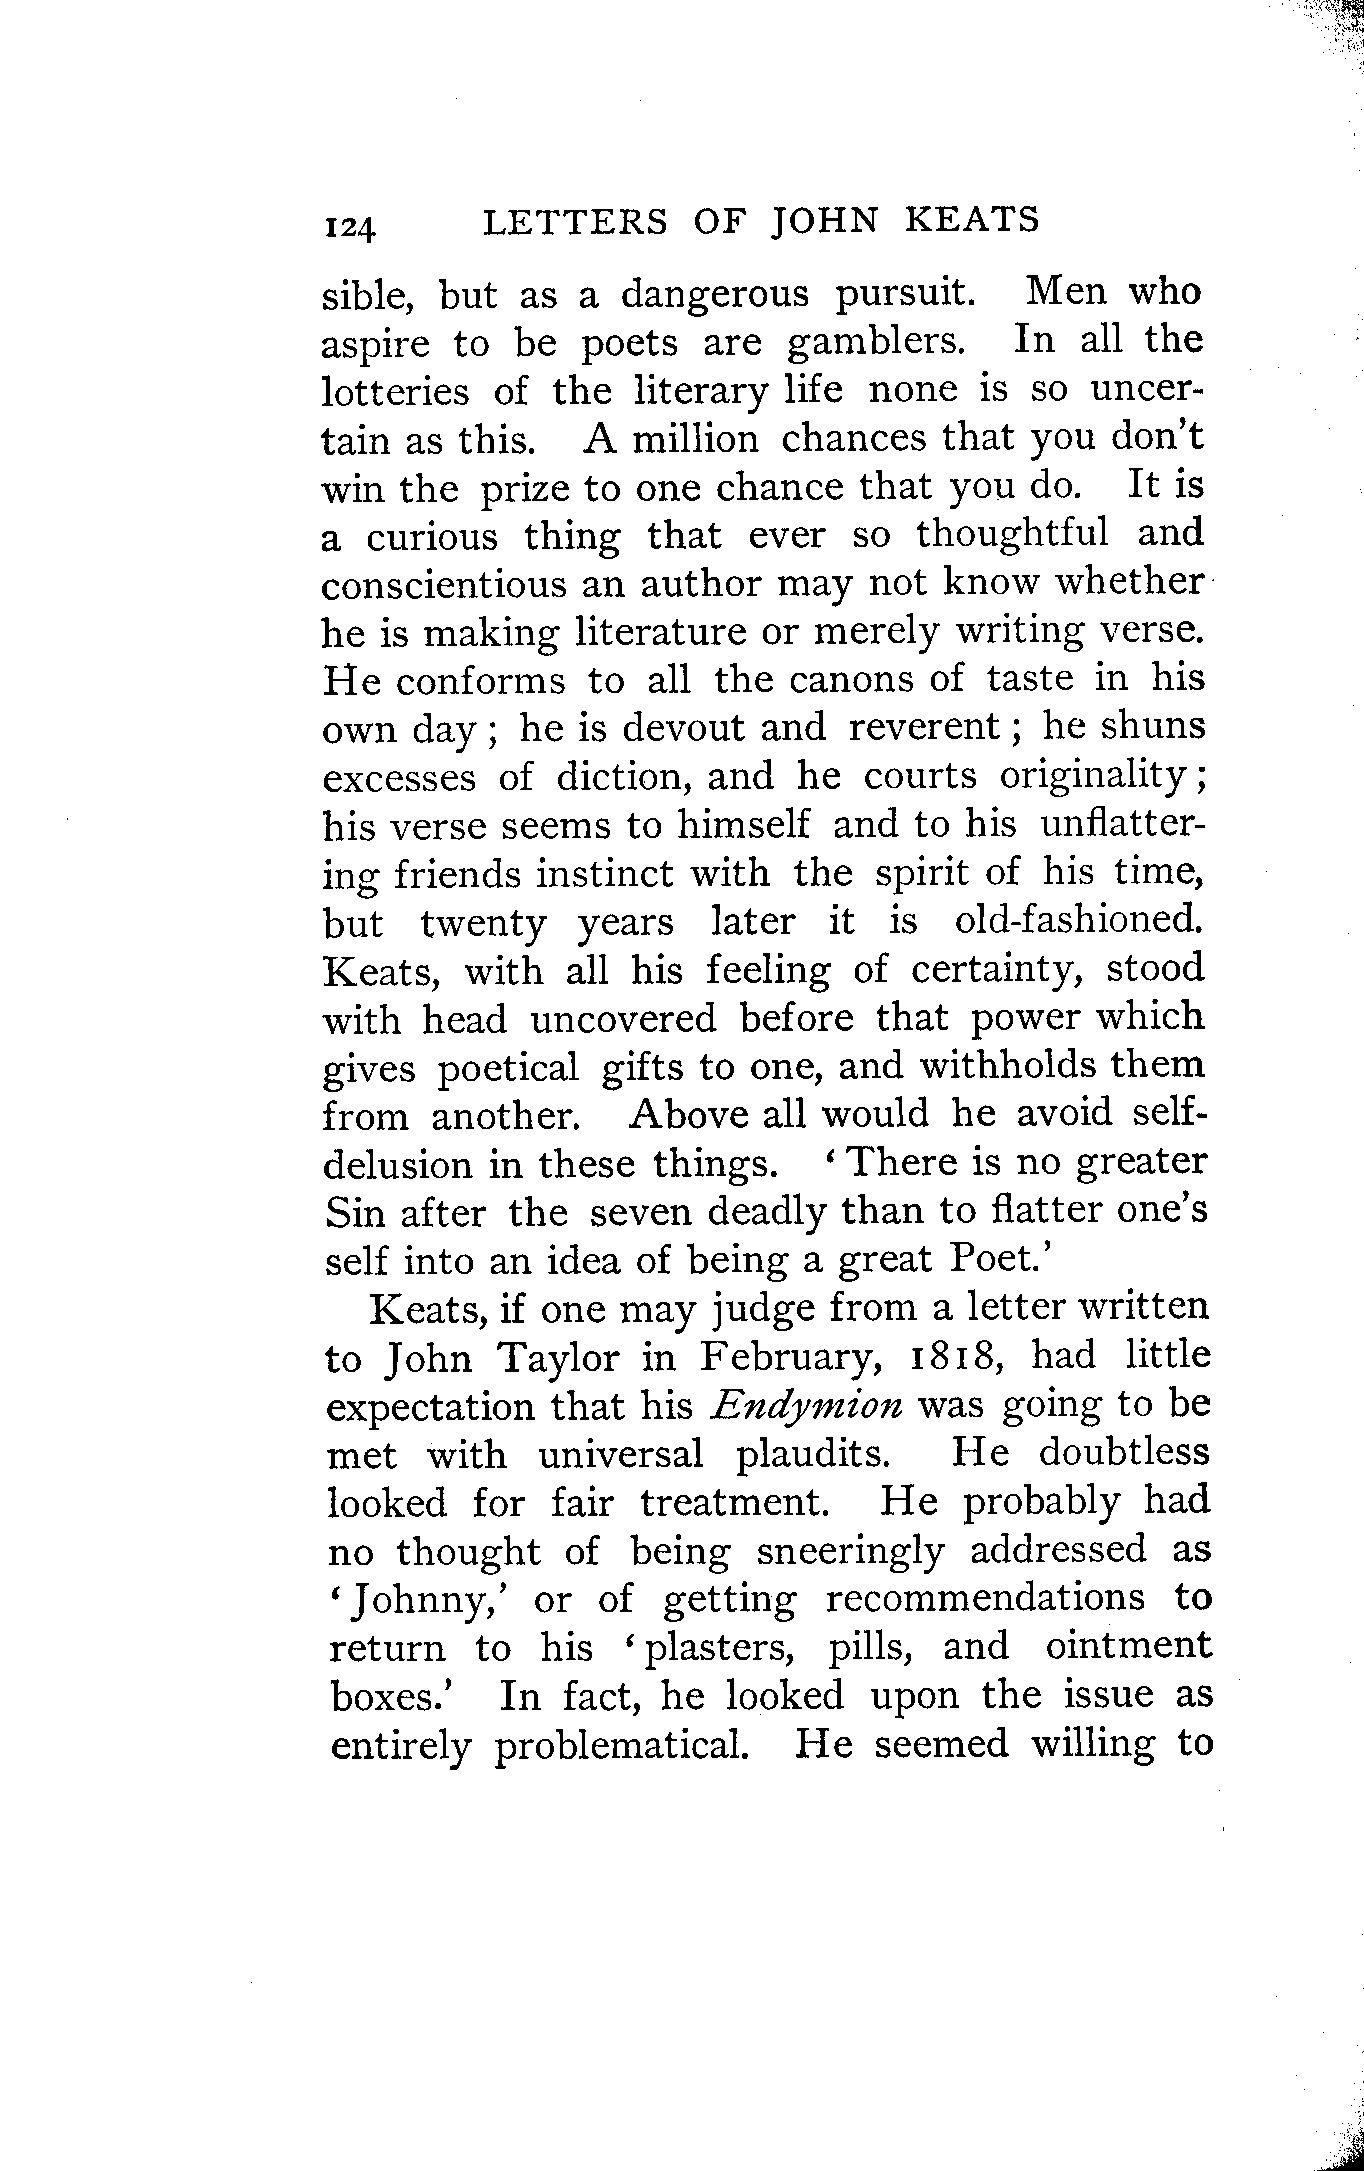 124 LETTERS OF JOHN KEATS
sible, but as a dangerous pursuit. Men who
aspire to be poets are gamblers. In all the
lotteries of the literary life none is so uncer-
tain as this. A million chances that you don't
win the prize to one chance that you do. It is
a curious thing that ever so thoughtful and
conscientious an author may not know whether
he is making literature or merely writing verse.
He conforms to all the canons of taste in his
own day ; he is devout and reverent ; he shuns
excesses of diction, and he courts originality ;
his verse seems to himself and to his unflatter-
ing friends instinct with the spirit of his time,
but twenty years later it is old-fashioned.
Keats, with all his feeling of certainty, stood
with head uncovered before that power which
gives poetical gifts to one, and withholds them
from another. Above all would he avoid self-
delusion in these things. ‘ There is no greater
Sin after the seven deadly than to flatter one's
self into an idea of being a great Poet.’
Keats, if one may judge from a letter written
to John Taylor in February, 1818, had little
expectation that his Endymion was going to be
met with universal plaudits. He doubtless
looked for fair treatment. He probably had
no thought of being sneeringly addressed as
‘ Johnny,’ or of getting recommendations to
return to his ‘ plasters, pills, and ointment
boxes.’ In fact, he looked upon the issue as
entirely problematical. He seemed willing to